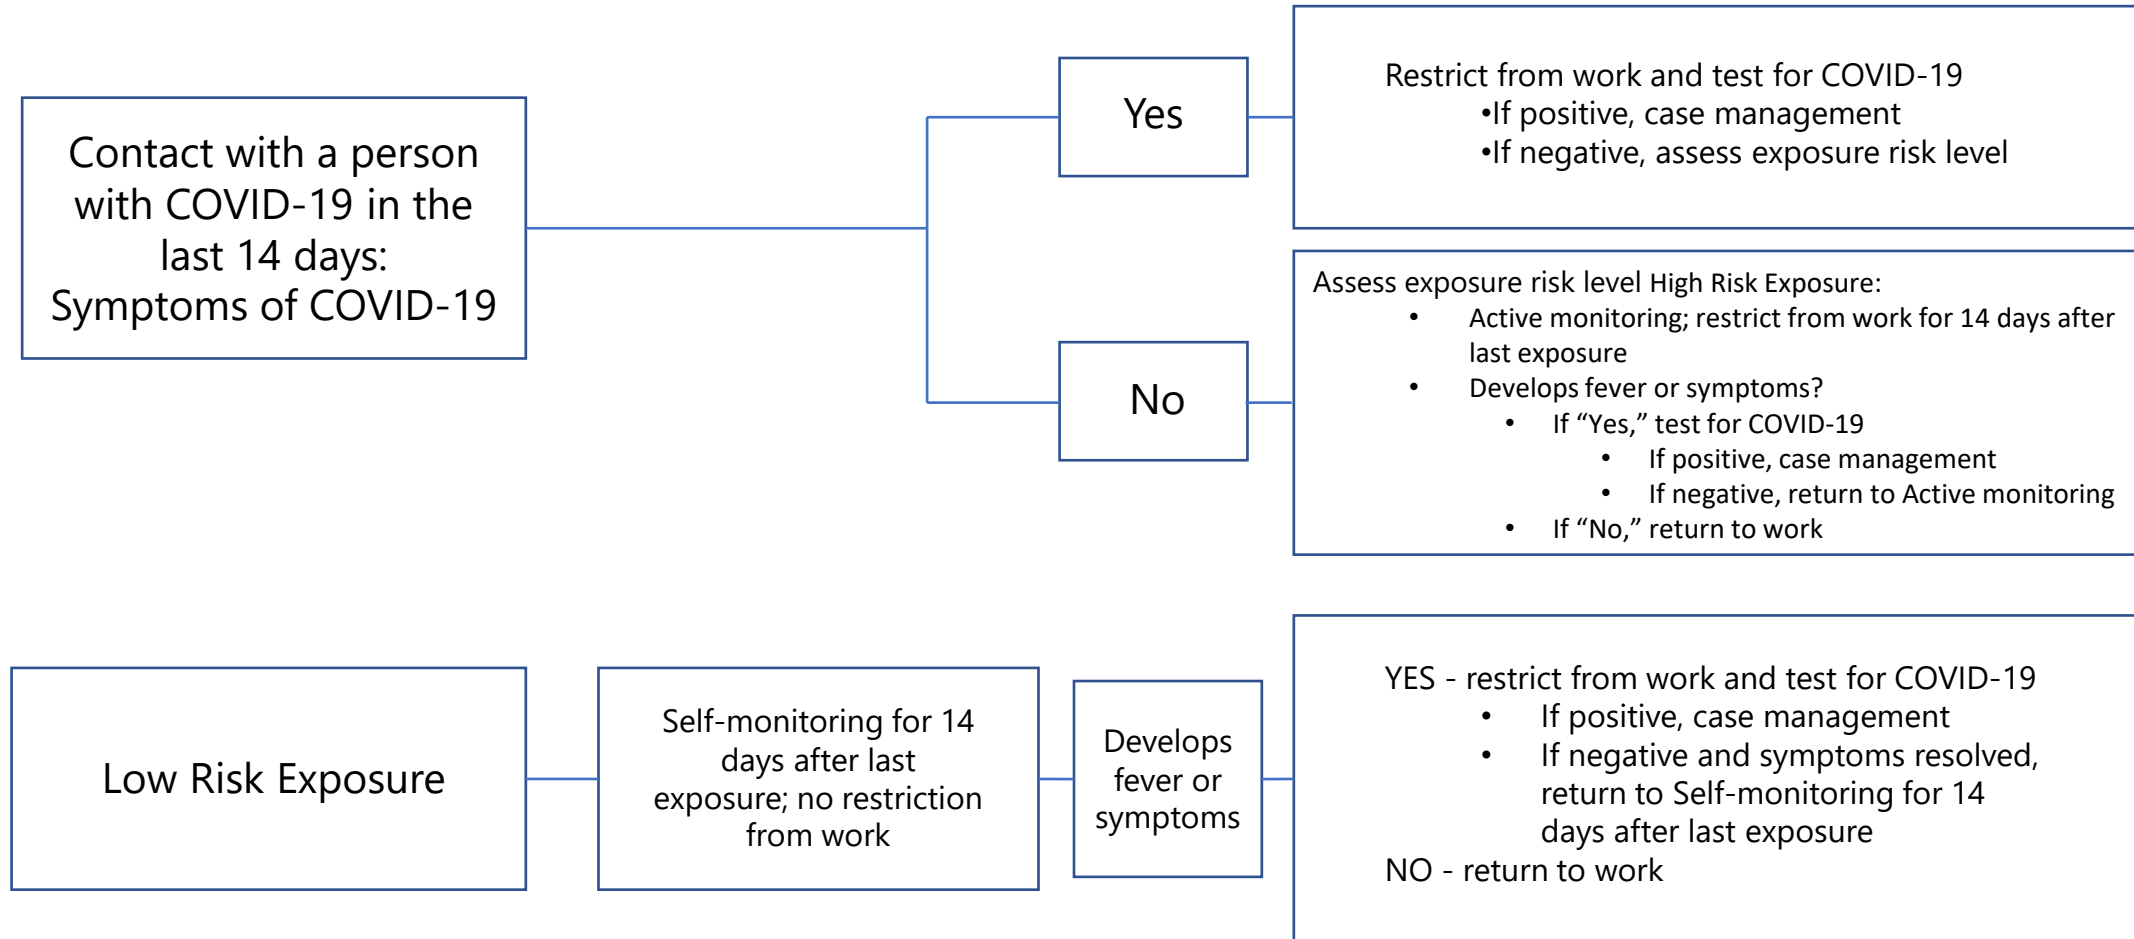 Contact with a person
with COVID-19 in the
last 14 days:
Symptoms of COVID-19
Yes
Restrict from work and test for COVID-19
•If positive, case management
•If negative, assess exposure risk level
No
Assess exposure risk level High Risk Exposure:
• Active monitoring; restrict from work for 14 days after
last exposure
• Develops fever or symptoms?
• If “Yes,” test for COVID-19
• If positive, case management
• If negative, return to Active monitoring
• If “No,” return to work
Low Risk Exposure
Self-monitoring for 14
days after last
exposure; no restriction
from work
Develops
fever or
symptoms
YES - restrict from work and test for COVID-19
• If positive, case management
• If negative and symptoms resolved,
return to Self-monitoring for 14
days after last exposure
NO - return to work